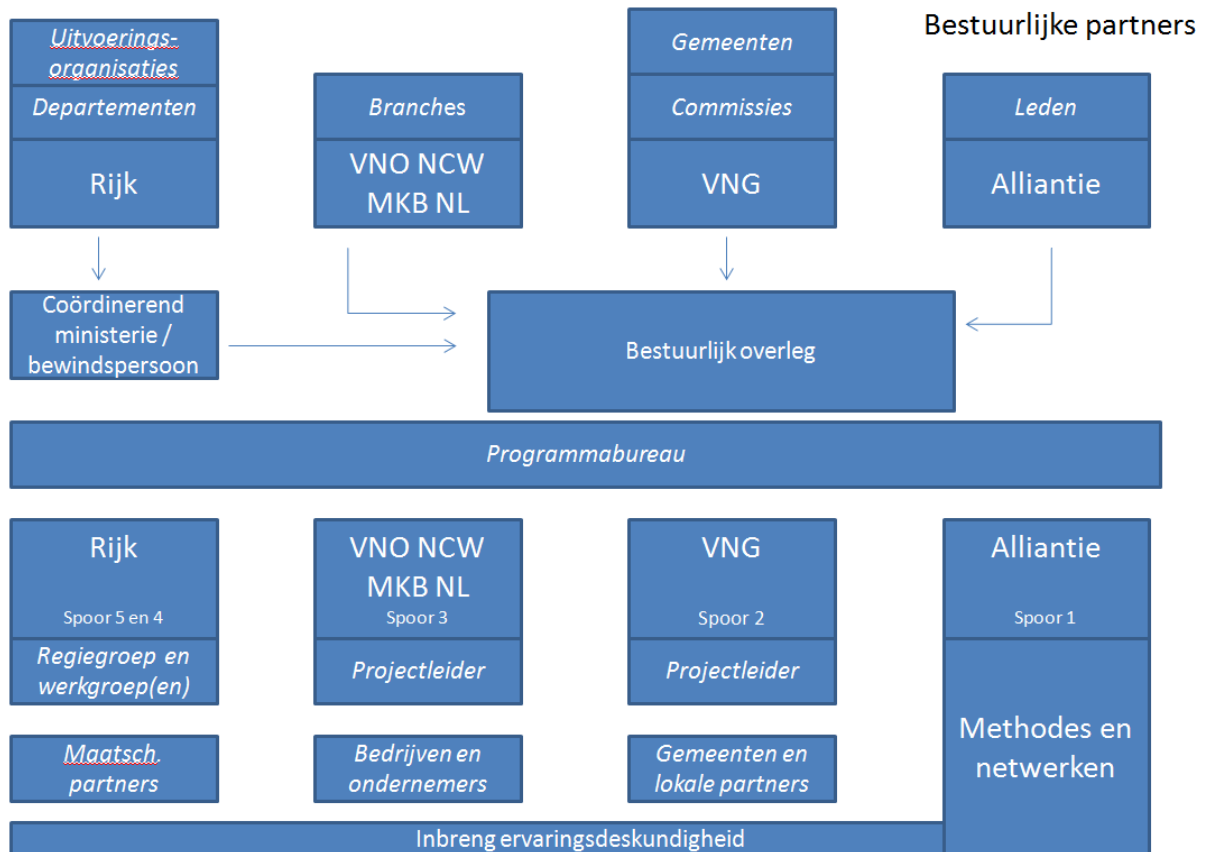 Bestuurlijke partners
Uitvoerings-
organisaties
Departementen
Rijk
Branches
VNO NCW
MKB NL
Gemeenten
Commissies
VNG
Leden
Alliantie
Coördinerend
ministerie /
bewindspersoon
Bestuurlijk overleg
Programmabureau
Rijk
Spoor 5 en 4
Regiegroep en
werkgroep(en)
Maatsch.
partners
VNO NCW
MKB NL
Spoor 3
Projectleider
Bedrijven en
ondernemers
VNG
Spoor 2
Projectleider
Gemeenten en
lokale partners
Alliantie
Spoor 1
Methodes en
netwerken
Inbreng ervaringsdeskundigheid